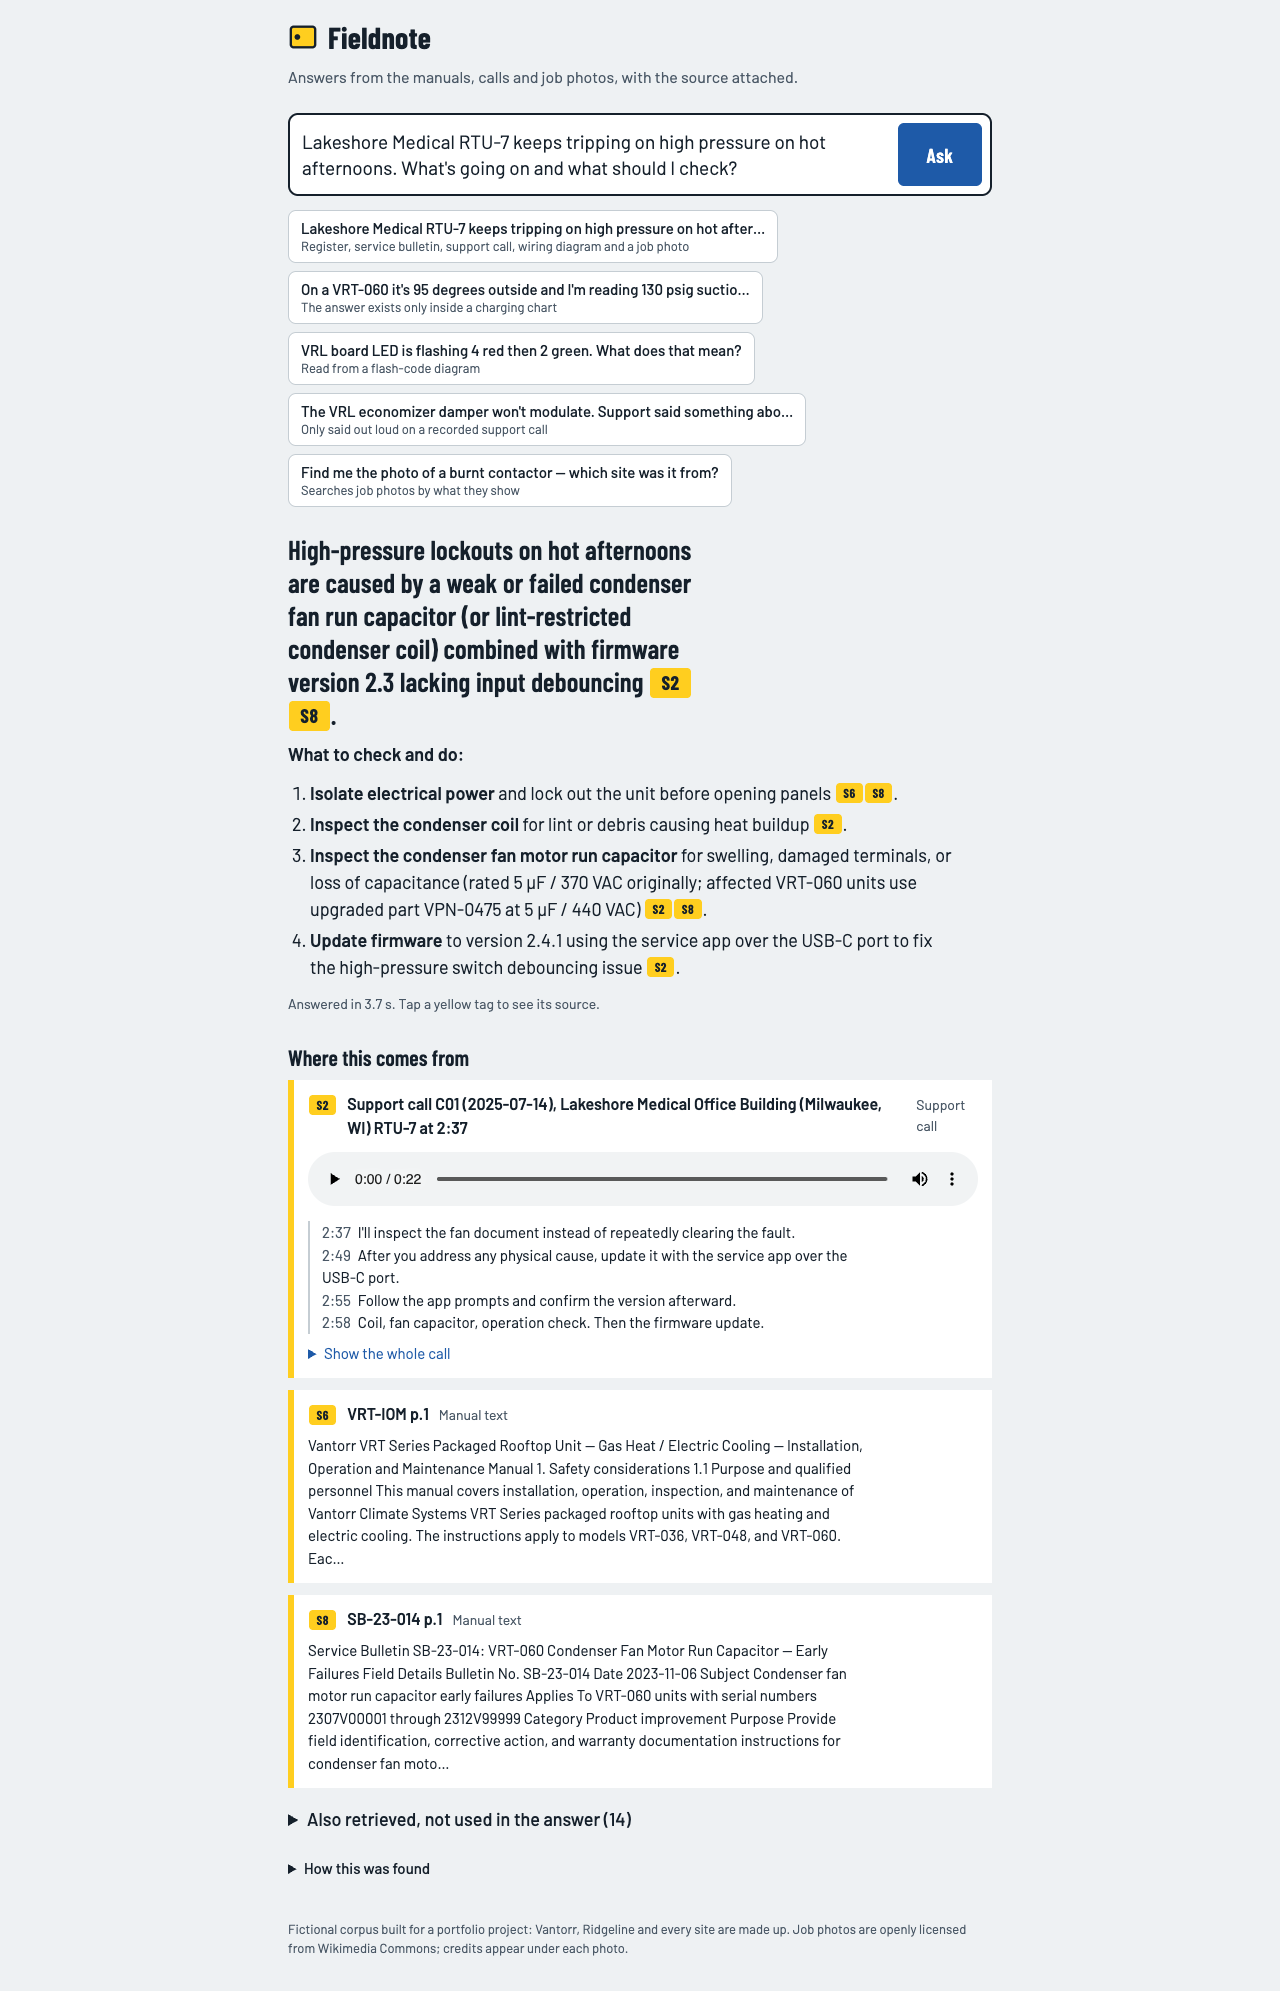 Fieldnote
Answers from the manuals, calls and job photos, with the source attached.
Lakeshore Medical RTU-7 keeps tripping on high pressure on hot
afternoons. What's going on and what should I check?
Ask
Lakeshore Medical RTU-7 keeps tripping on high pressure on hot after…
Register, service bulletin, support call, wiring diagram and a job photo
On a VRT-060 it's 95 degrees outside and I'm reading 130 psig suctio…
The answer exists only inside a charging chart
VRL board LED is flashing 4 red then 2 green. What does that mean?
Read from a flash-code diagram
The VRL economizer damper won't modulate. Support said something abo…
Only said out loud on a recorded support call
Find me the photo of a burnt contactor — which site was it from?
Searches job photos by what they show
High-pressure lockouts on hot afternoons
are caused by a weak or failed condenser
fan run capacitor (or lint-restricted
condenser coil) combined with firmware
version 2.3 lacking input debouncing S2
S8.
What to check and do:
1. Isolate electrical power and lock out the unit before opening panels S6 S8.
2. Inspect the condenser coil for lint or debris causing heat buildup S2.
3. Inspect the condenser fan motor run capacitor for swelling, damaged terminals, or
loss of capacitance (rated 5 µF / 370 VAC originally; affected VRT-060 units use
upgraded part VPN-0475 at 5 µF / 440 VAC) S2 S8.
4. Update firmware to version 2.4.1 using the service app over the USB-C port to fix
the high-pressure switch debouncing issue S2.
Answered in 3.7 s. Tap a yellow tag to see its source.
Where this comes from
S2 Support call C01 (2025-07-14), Lakeshore Medical Office Building (Milwaukee, Support
WI) RTU-7 at 2:37 call
0:00 / 0:22
2:37 I'll inspect the fan document instead of repeatedly clearing the fault.
2:49 After you address any physical cause, update it with the service app over the
USB-C port.
2:55 Follow the app prompts and confirm the version afterward.
2:58 Coil, fan capacitor, operation check. Then the firmware update.
Show the whole call
S6 VRT-IOM p.1 Manual text
Vantorr VRT Series Packaged Rooftop Unit — Gas Heat / Electric Cooling — Installation,
Operation and Maintenance Manual 1. Safety considerations 1.1 Purpose and qualified
personnel This manual covers installation, operation, inspection, and maintenance of
Vantorr Climate Systems VRT Series packaged rooftop units with gas heating and
electric cooling. The instructions apply to models VRT-036, VRT-048, and VRT-060.
Eac…
S8 SB-23-014 p.1 Manual text
Service Bulletin SB-23-014: VRT-060 Condenser Fan Motor Run Capacitor — Early
Failures Field Details Bulletin No. SB-23-014 Date 2023-11-06 Subject Condenser fan
motor run capacitor early failures Applies To VRT-060 units with serial numbers
2307V00001 through 2312V99999 Category Product improvement Purpose Provide
field identification, corrective action, and warranty documentation instructions for
condenser fan moto…
Also retrieved, not used in the answer (14)
How this was found
Fictional corpus built for a portfolio project: Vantorr, Ridgeline and every site are made up. Job photos are openly licensed
from Wikimedia Commons; credits appear under each photo.